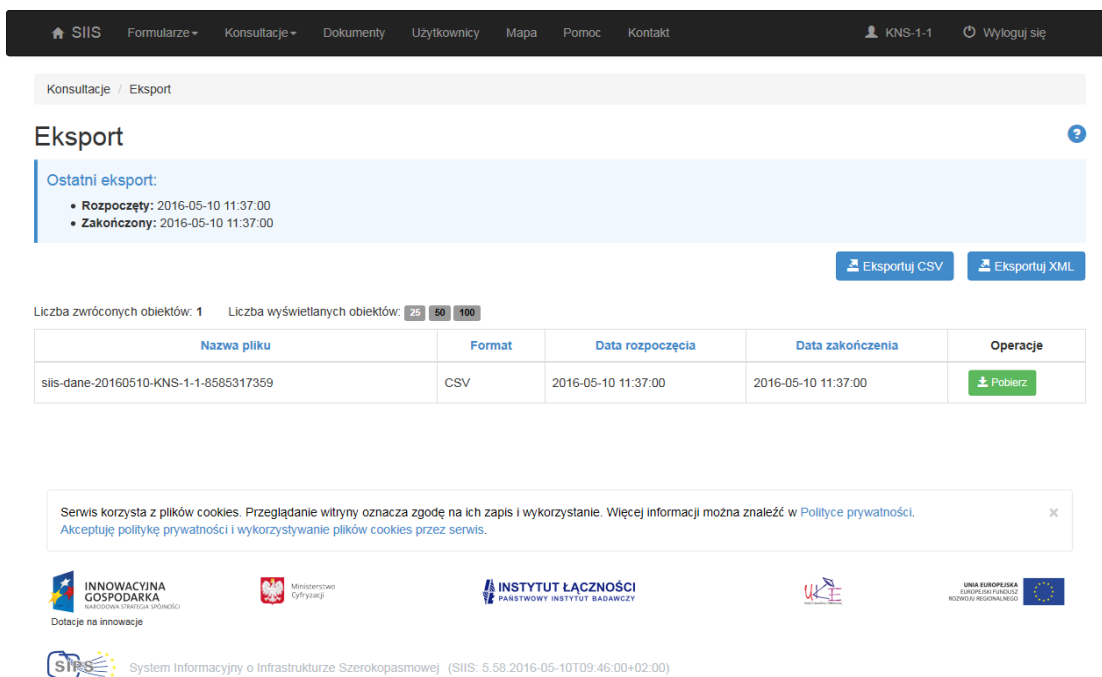 SIIS Formularze Konsultacje Dokumenty Użytkownicy Mapa Pomoc Kontakt KNS-1-1 Wyloguj się
Konsultacje / Eksport
Eksport
?
Ostatni eksport:
• Rozpoczęty: 2016-05-10 11:37:00
• Zakończony: 2016-05-10 11:37:00
Eksportuj CSV Eksportuj XML
Liczba zwróconych obiektów: 1 Liczba wyświetlanych obiektów: 25 50 100
Nazwa pliku Format Data rozpoczęcia Data zakończenia Operacje
siis-dane-20160510-KNS-1-1-8585317359 CSV 2016-05-10 11:37:00 2016-05-10 11:37:00 Pobierz
Serwis korzysta z plików cookies. Przeglądanie witryny oznacza zgodę na ich zapis i wykorzystanie. Więcej informacji można znaleźć w Polityce prywatności. ×
Akceptuję politykę prywatności i wykorzystywanie plików cookies przez serwis.
INNOWACYJNA
GOSPODARKA
NARODOWA STRATEGIA SPÓJNOŚCI
Dotacje na innowacje
Ministerstwo
Cyfryzacji
INSTYTUT ŁĄCZNOŚCI
PAŃSTWOWY INSTYTUT BADAWCZY
UKE
UNIA EUROPEJSKA
EUROPEJSKI FUNDUSZ
ROZWOJU REGIONALNEGO
SIPS System Informacyjny o Infrastrukturze Szerokopasmowej (SIIS: 5.58.2016-05-10T09:46:00+02:00)